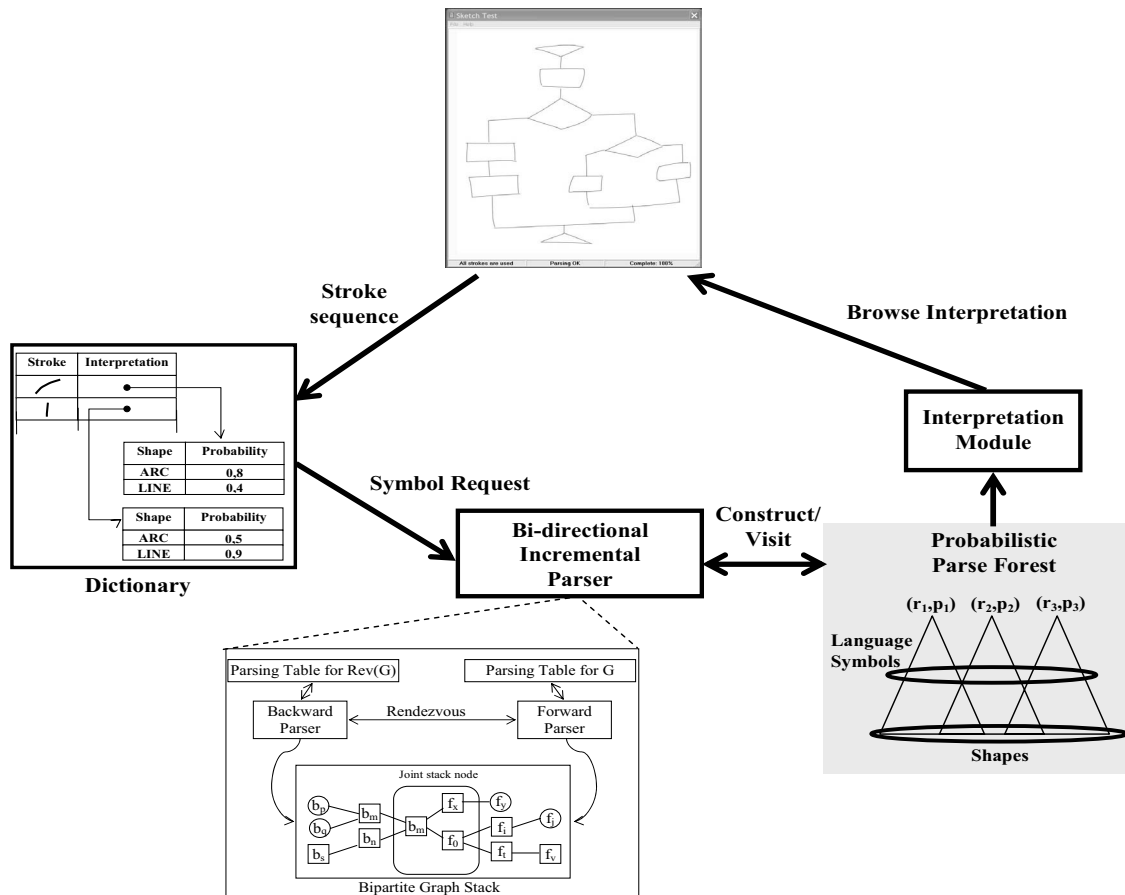 Sketch Test
File Help
All strokes are used Parsing OK Complete: 100%
Stroke
sequence
Browse Interpretation
Stroke Interpretation
Shape Probability
ARC 0,8
LINE 0,4
Shape Probability
ARC 0,5
LINE 0,9
Dictionary
Symbol Request
Bi-directional
Incremental
Parser
Construct/
Visit
Interpretation
Module
Probabilistic
Parse Forest
(r1,p1) (r2,p2) (r3,p3)
Language
Symbols
Shapes
Parsing Table for Rev(G) Parsing Table for G
Backward
Parser
Rendezvous
Forward
Parser
Joint stack node
bp bm fx fy
bq bm fi fj
bs bn f0 ft fv
Bipartite Graph Stack